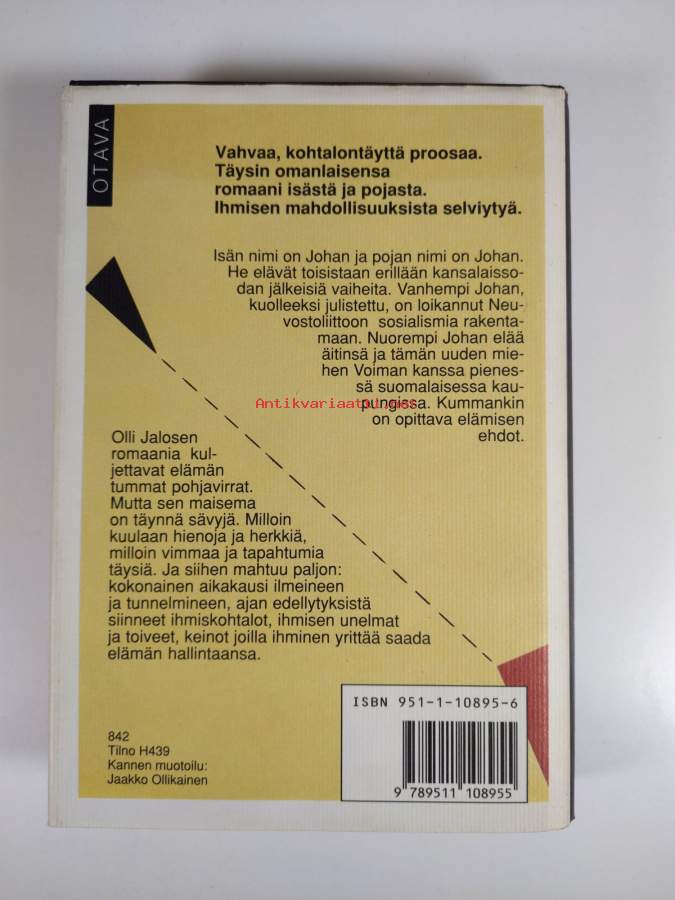 OTAVA
Vahvaa, kohtalontäyttä proosaa.
Täysin omanlaisensa
romaani isästä ja pojasta.
Ihmisen mahdollisuuksista selviytyä.
Isän nimi on Johan ja pojan nimi on Johan.
He elävät toisistaan erillään kansalaisso-
dan jälkeisiä vaiheita. Vanhempi Johan,
kuolleeksi julistettu, on loikannut Neu-
vostoliittoon sosialismia rakenta-
maan. Nuorempi Johan elää
äitinsä ja tämän uuden mie-
hen Voiman kanssa pienes-
sä suomalaisessa kau-
pungissa. Kummankin
on opittava elämisen
ehdot.
Antikvariaatti.net
Olli Jalosen
romaania kul-
jettavat elämän
tummat pohjavirrat.
Mutta sen maisema
on täynnä sävyjä. Milloin
kuulaan hienoja ja herkkiä,
milloin vimmaa ja tapahtumia
täysiä. Ja siihen mahtuu paljon:
kokonainen aikakausi ilmeineen
ja tunnelmineen, ajan edellytyksistä
siinneet ihmiskohtalot, ihmisen unelmat
ja toiveet, keinot joilla ihminen yrittää saada
elämän hallintaansa.
842
Tilno H439
Kannen muotoilu:
Jaakko Ollikainen
ISBN 951-1-10895-6
9 789511 108955